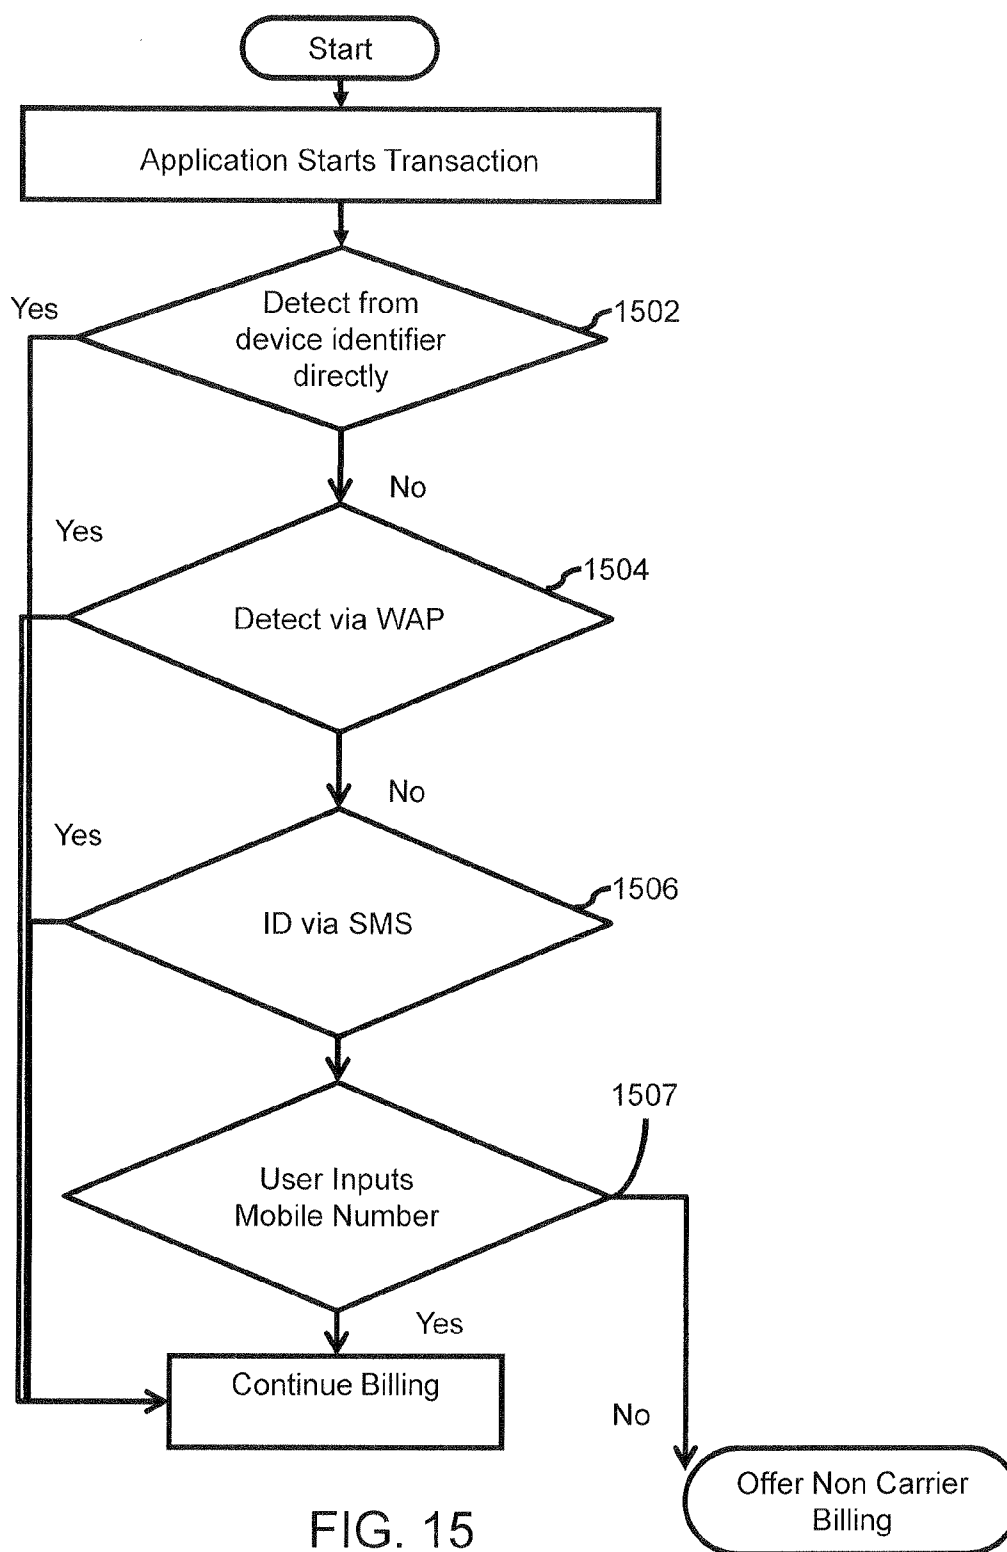 Start
Application Starts Transaction
Yes
Detect from
device identifier
directly
1502
No
Yes
1504
Detect via WAP
No
Yes
1506
ID via SMS
1507
User Inputs
Mobile Number
Yes
Continue Billing
No
Offer Non Carrier
Billing
FIG. 15